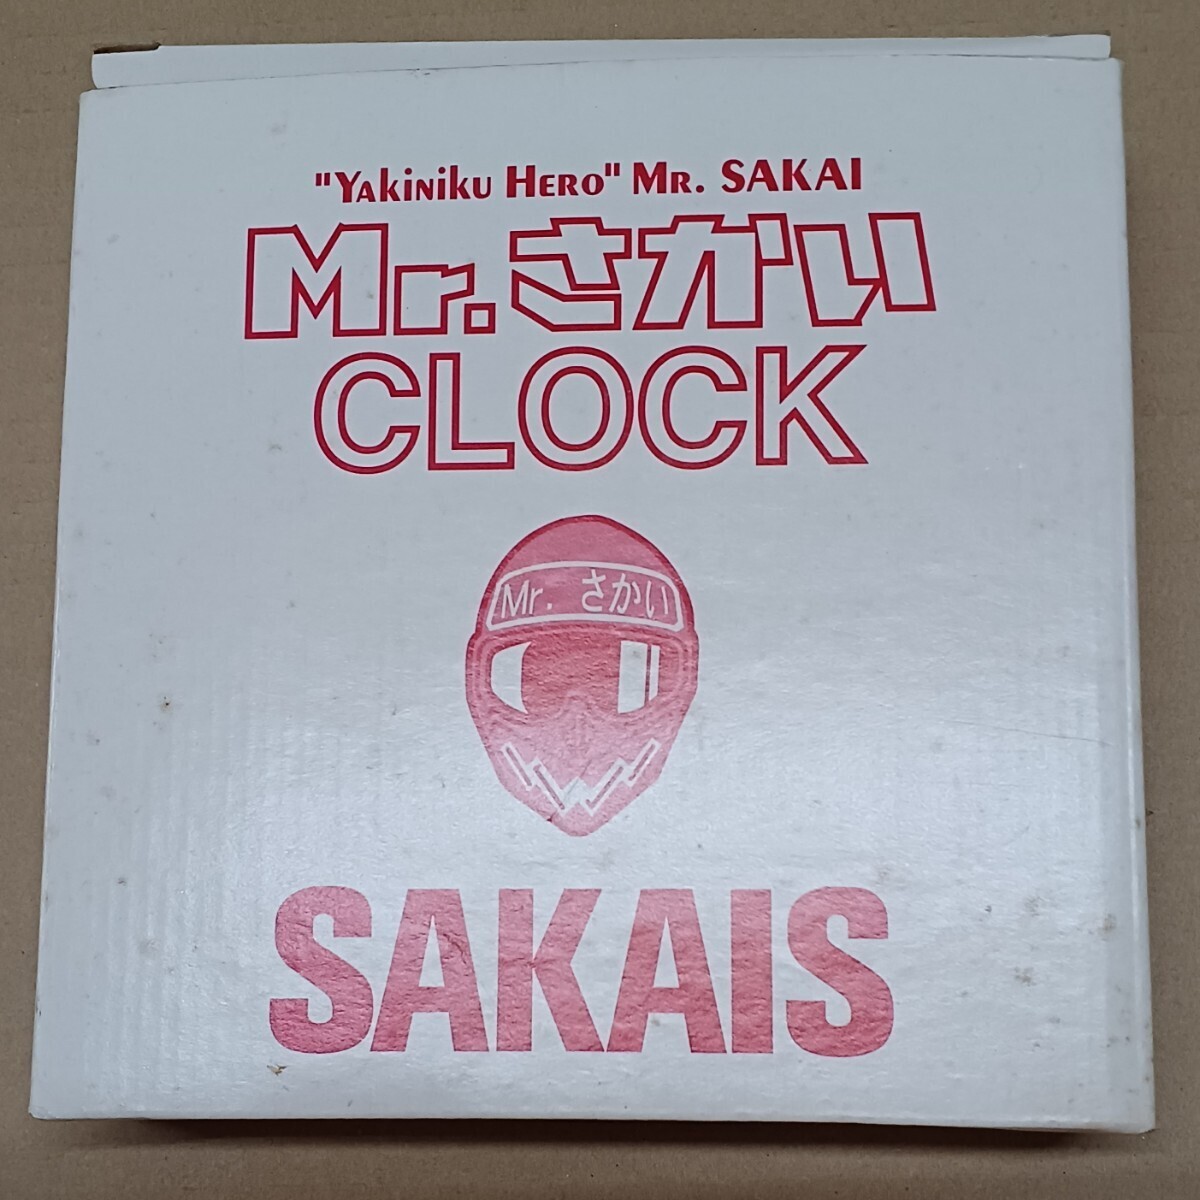 "Yakiniku Hero" Mr. SAKAI
Mr.さかい
CLOCK
Mr. さかい
SAKAIS